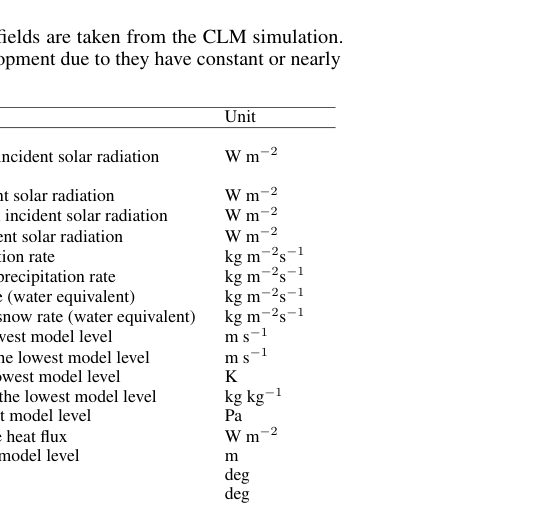 fields are taken from the CLM simulation.
opment due to they have constant or nearly
Unit
incident solar radiation W m−2
nt solar radiation W m−2
incident solar radiation W m−2
ent solar radiation W m−2
tion rate kg m−2s−1
precipitation rate kg m−2s−1
e (water equivalent) kg m−2s−1
snow rate (water equivalent) kg m−2s−1
west model level m s−1
he lowest model level m s−1
owest model level K
the lowest model level kg kg−1
t model level Pa
e heat flux W m−2
model level m
deg
deg